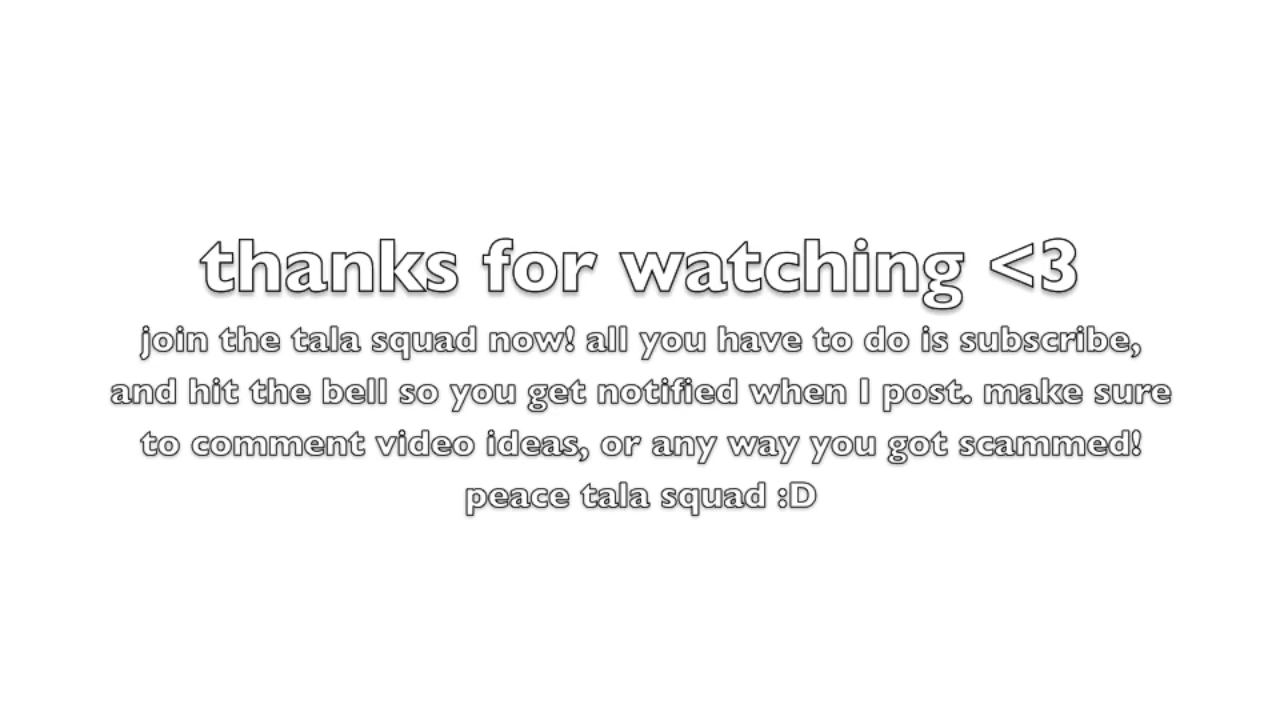 thanks for watching <3
join the tala squad now! all you have to do is subscribe,
and hit the bell so you get notified when I post. make sure
to comment video ideas, or any way you got scammed!
peace tala squad :D